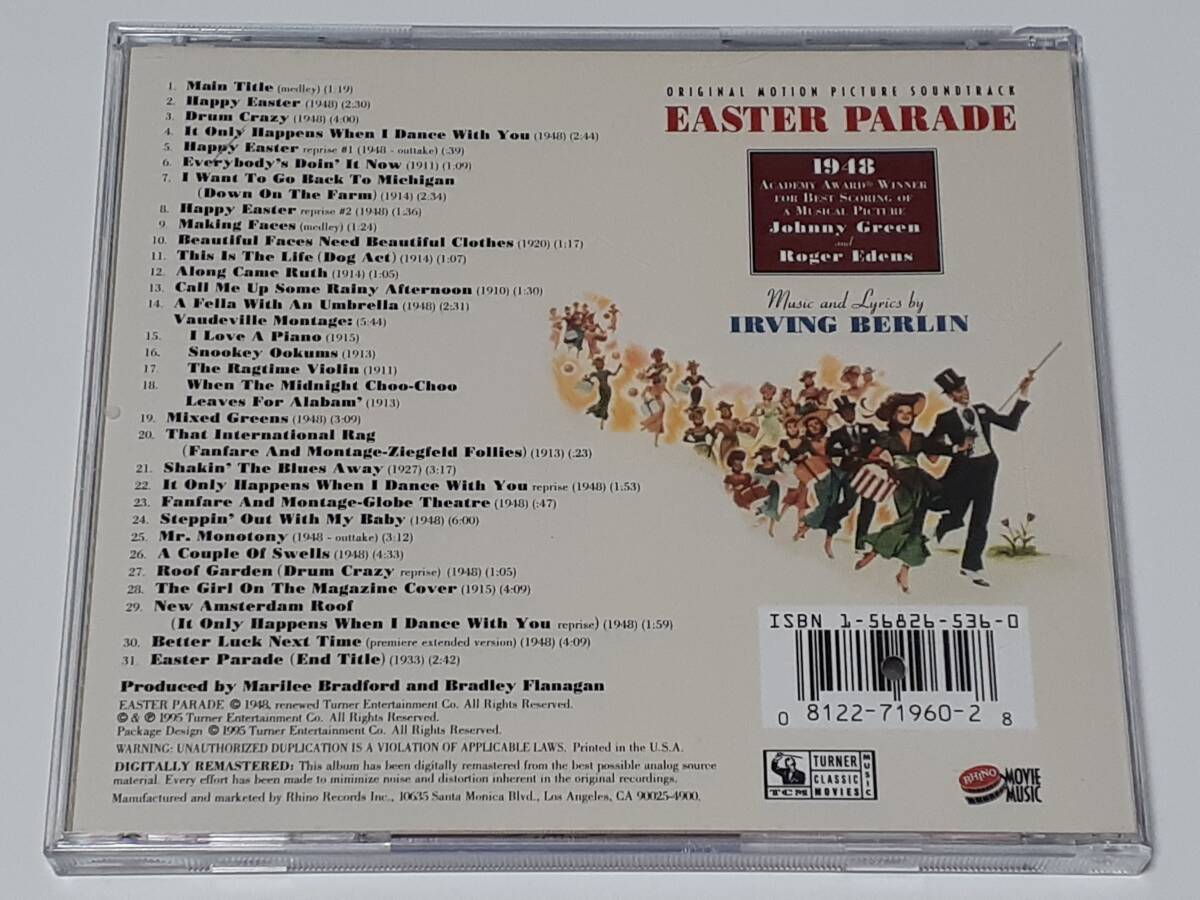 1. Main Title (medley) (1:19)
2. Happy Easter (1948) (2:30)
3. Drum Crazy (1948) (4:00)
4. It Only Happens When I Dance With You (1948) (2:44)
5. Happy Easter reprise #1 (1948 - outtake) (:39)
6. Everybody's Doin' It Now (1911) (1:09)
7. I Want To Go Back To Michigan
(Down On The Farm) (1914) (2:34)
8. Happy Easter reprise #2 (1948) (1:36)
9. Making Faces (medley) (1:24)
10. Beautiful Faces Need Beautiful Clothes (1920) (1:17)
11. This Is The Life (Dog Act) (1914) (1:07)
12. Along Came Ruth (1914) (1:05)
13. Call Me Up Some Rainy Afternoon (1910) (1:30)
14. A Fella With An Umbrella (1948) (2:31)
Vaudeville Montage: (5:44)
15. I Love A Piano (1915)
16. Snookey Ookums (1913)
17. The Ragtime Violin (1911)
18. When The Midnight Choo-Choo
Leaves For Alabam' (1913)
19. Mixed Greens (1948) (3:09)
20. That International Rag
(Fanfare And Montage-Ziegfeld Follies) (1913) (.23)
21. Shakin' The Blues Away (1927) (3:17)
22. It Only Happens When I Dance With You reprise (1948) (1:53)
23. Fanfare And Montage-Globe Theatre (1948) (:47)
24. Steppin' Out With My Baby (1948) (6:00)
25. Mr. Monotony (1948 - outtake) (3:12)
26. A Couple Of Swells (1948) (4:33)
27. Roof Garden (Drum Crazy reprise) (1948) (1:05)
28. The Girl On The Magazine Cover (1915) (4:09)
29. New Amsterdam Roof
(It Only Happens When I Dance With You reprise) (1948) (1:59)
30. Better Luck Next Time (premiere extended version) (1948) (4:09)
31. Easter Parade (End Title) (1933) (2:42)
Produced by Marilee Bradford and Bradley Flanagan
EASTER PARADE © 1948, renewed Turner Entertainment Co. All Rights Reserved.
© & ℗ 1995 Turner Entertainment Co. All Rights Reserved.
Package Design © 1995 Turner Entertainment Co. All Rights Reserved.
WARNING: UNAUTHORIZED DUPLICATION IS A VIOLATION OF APPLICABLE LAWS. Printed in the U.S.A.
DIGITALLY REMASTERED: This album has been digitally remastered from the best possible analog source
material. Every effort has been made to minimize noise and distortion inherent in the original recordings.
Manufactured and marketed by Rhino Records Inc., 10635 Santa Monica Blvd., Los Angeles, CA 90025-4900.
ORIGINAL MOTION PICTURE SOUNDTRACK
EASTER PARADE
1948
ACADEMY AWARD® WINNER
FOR BEST SCORING OF
A MUSICAL PICTURE
Johnny Green
and
Roger Edens
Music and Lyrics by
IRVING BERLIN
ISBN 1-56826-536-0
0 81227-71960-2 8
TCM
TURNER
CLASSIC
MOVIES
MUSIC
RHINO
MOVIE
MUSIC